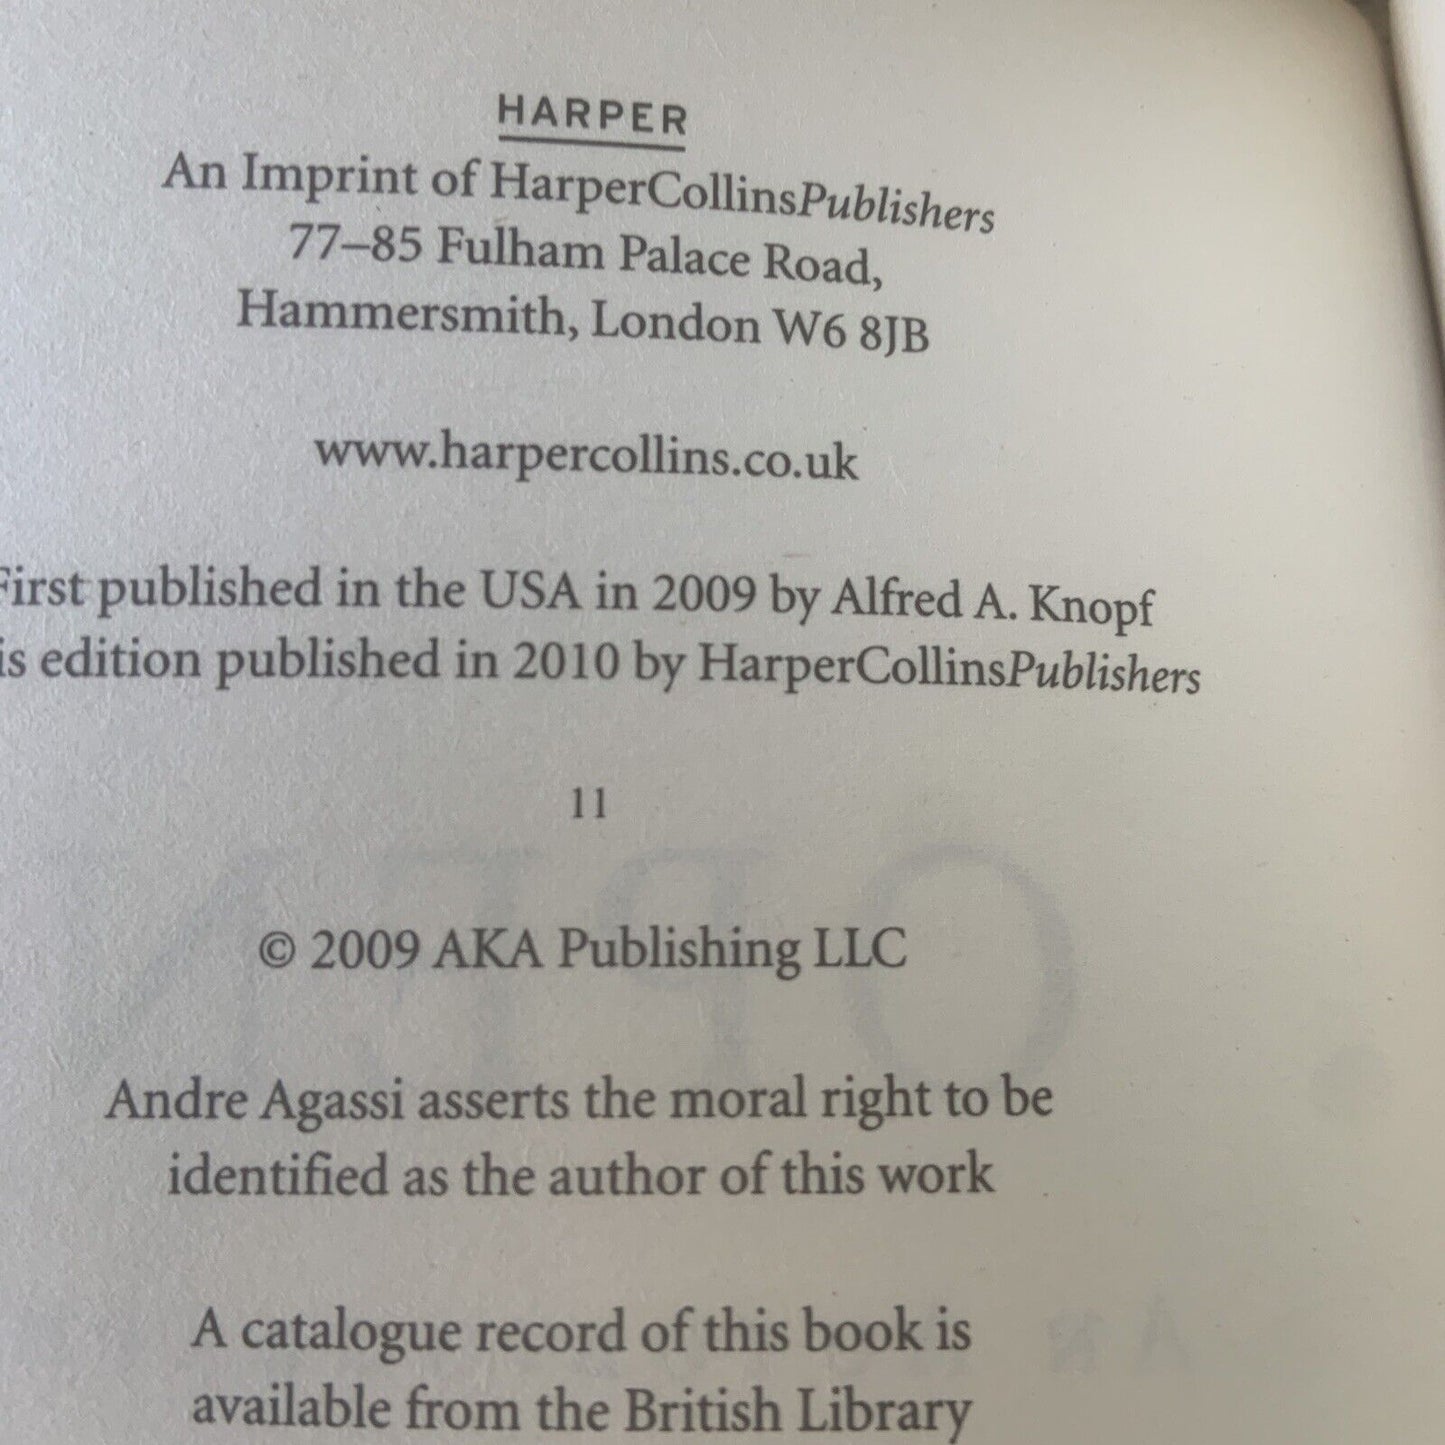 HARPER
An Imprint of HarperCollinsPublishers
77–85 Fulham Palace Road,
Hammersmith, London W6 8JB
www.harpercollins.co.uk
First published in the USA in 2009 by Alfred A. Knopf
is edition published in 2010 by HarperCollinsPublishers
11
© 2009 AKA Publishing LLC
Andre Agassi asserts the moral right to be
identified as the author of this work
A catalogue record of this book is
available from the British Library
OPEN